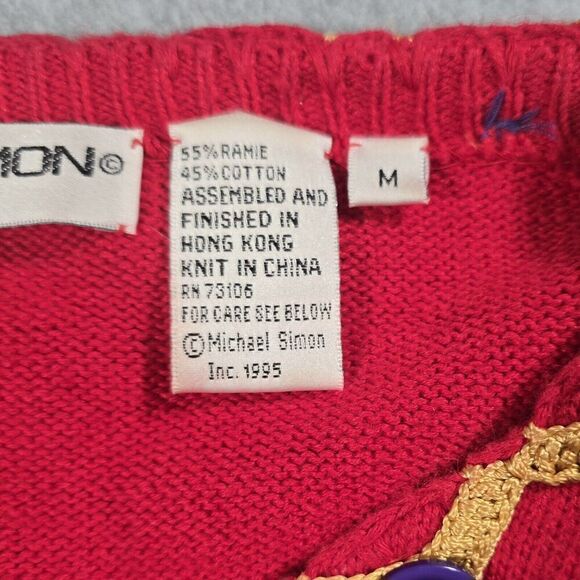 MON©
55% RAMIE
45% COTTON
ASSEMBLED AND
FINISHED IN
HONG KONG
KNIT IN CHINA
RN 73106
FOR CARE SEE BELOW
© Michael Simon
Inc. 1995
M